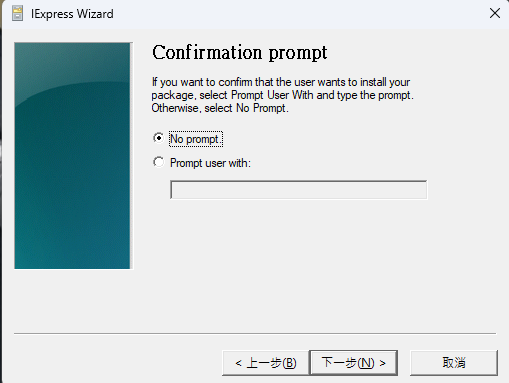 IExpress Wizard
Confirmation prompt
If you want to confirm that the user wants to install your
package, select Prompt User With and type the prompt.
Otherwise, select No Prompt.
No prompt.
Prompt user with:
< 上一步(B) 下一步(N) > 取消